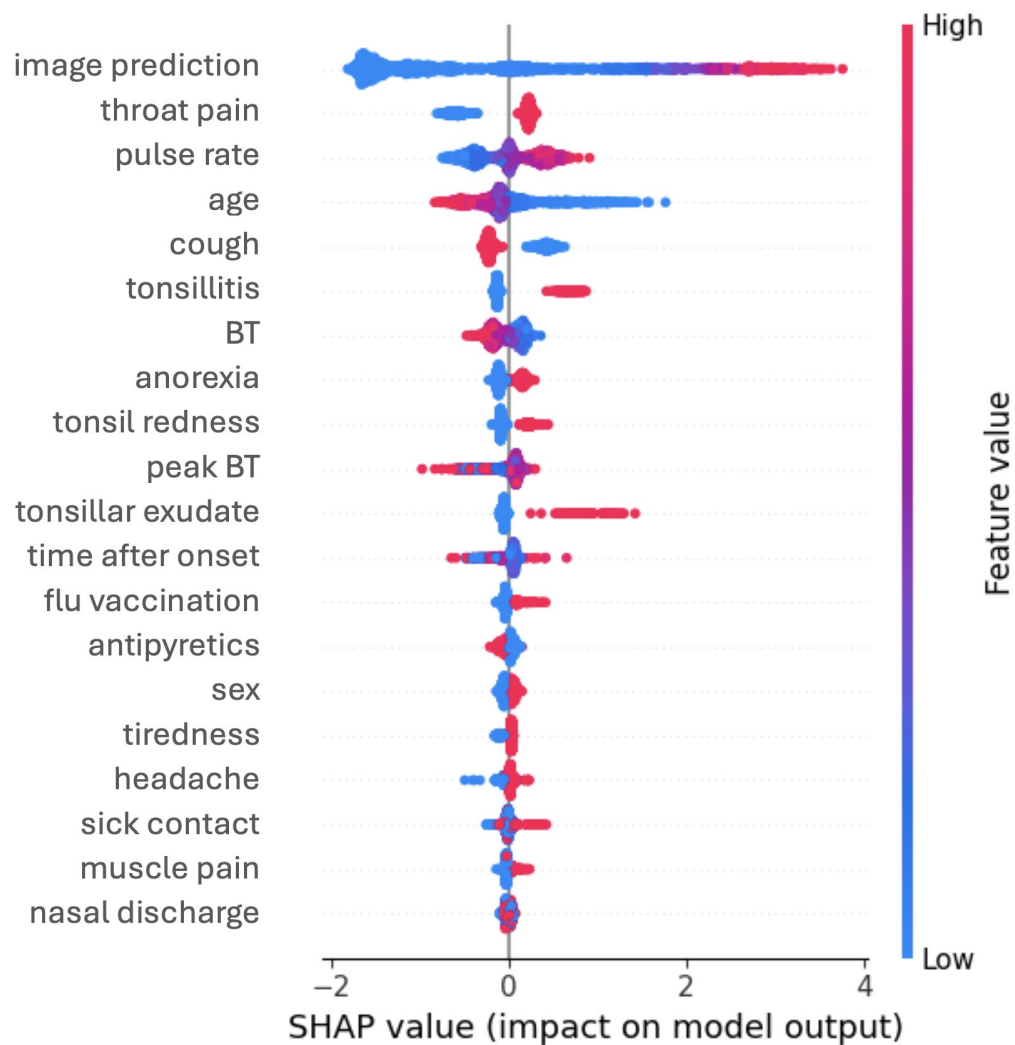 High
image prediction
throat pain
pulse rate
age
cough
tonsillitis
BT
anorexia
tonsil redness
peak BT
tonsillar exudate
time after onset
flu vaccination
antipyretics
sex
tiredness
headache
sick contact
muscle pain
nasal discharge
Feature value
Low
−2 0 2 4
SHAP value (impact on model output)